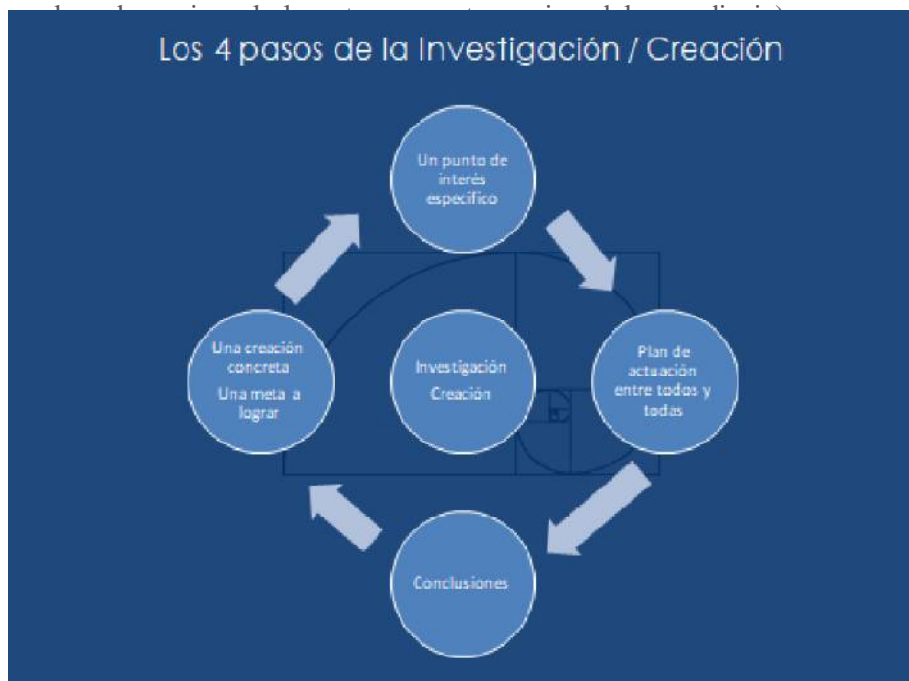 Los 4 pasos de la Investigación / Creación
Un punto de
interés
específico
Una creación
concreta
Una meta a
lograr
Investigación
Creación
Plan de
actuación
entre todos y
todas
Conclusiones